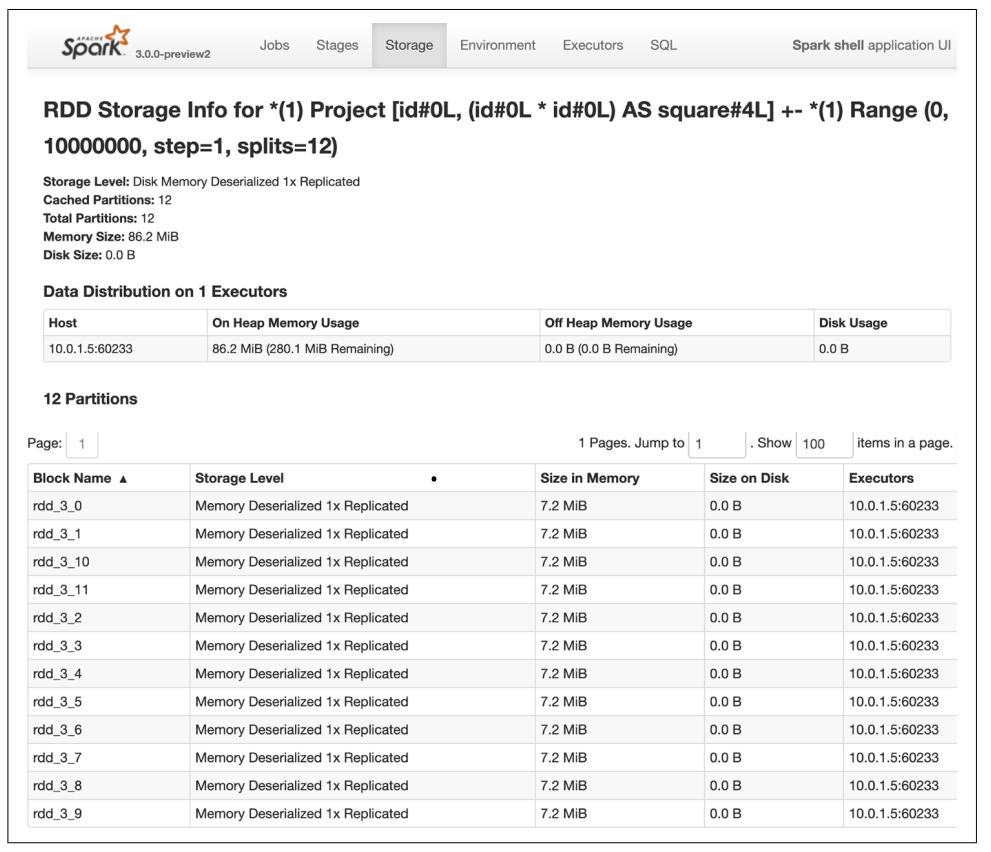 APACHE
Spark 3.0.0-preview2 Jobs Stages Storage Environment Executors SQL Spark shell application UI
RDD Storage Info for *(1) Project [id#0L, (id#0L * id#0L) AS square#4L] +- *(1) Range (0,
10000000, step=1, splits=12)
Storage Level: Disk Memory Deserialized 1x Replicated
Cached Partitions: 12
Total Partitions: 12
Memory Size: 86.2 MiB
Disk Size: 0.0 B
Data Distribution on 1 Executors
Host On Heap Memory Usage Off Heap Memory Usage Disk Usage
10.0.1.5:60233 86.2 MiB (280.1 MiB Remaining) 0.0 B (0.0 B Remaining) 0.0 B
12 Partitions
Page: 1 1 Pages. Jump to 1 . Show 100 items in a page.
Block Name ▲ Storage Level Size in Memory Size on Disk Executors
rdd_3_0 Memory Deserialized 1x Replicated 7.2 MiB 0.0 B 10.0.1.5:60233
rdd_3_1 Memory Deserialized 1x Replicated 7.2 MiB 0.0 B 10.0.1.5:60233
rdd_3_10 Memory Deserialized 1x Replicated 7.2 MiB 0.0 B 10.0.1.5:60233
rdd_3_11 Memory Deserialized 1x Replicated 7.2 MiB 0.0 B 10.0.1.5:60233
rdd_3_2 Memory Deserialized 1x Replicated 7.2 MiB 0.0 B 10.0.1.5:60233
rdd_3_3 Memory Deserialized 1x Replicated 7.2 MiB 0.0 B 10.0.1.5:60233
rdd_3_4 Memory Deserialized 1x Replicated 7.2 MiB 0.0 B 10.0.1.5:60233
rdd_3_5 Memory Deserialized 1x Replicated 7.2 MiB 0.0 B 10.0.1.5:60233
rdd_3_6 Memory Deserialized 1x Replicated 7.2 MiB 0.0 B 10.0.1.5:60233
rdd_3_7 Memory Deserialized 1x Replicated 7.2 MiB 0.0 B 10.0.1.5:60233
rdd_3_8 Memory Deserialized 1x Replicated 7.2 MiB 0.0 B 10.0.1.5:60233
rdd_3_9 Memory Deserialized 1x Replicated 7.2 MiB 0.0 B 10.0.1.5:60233